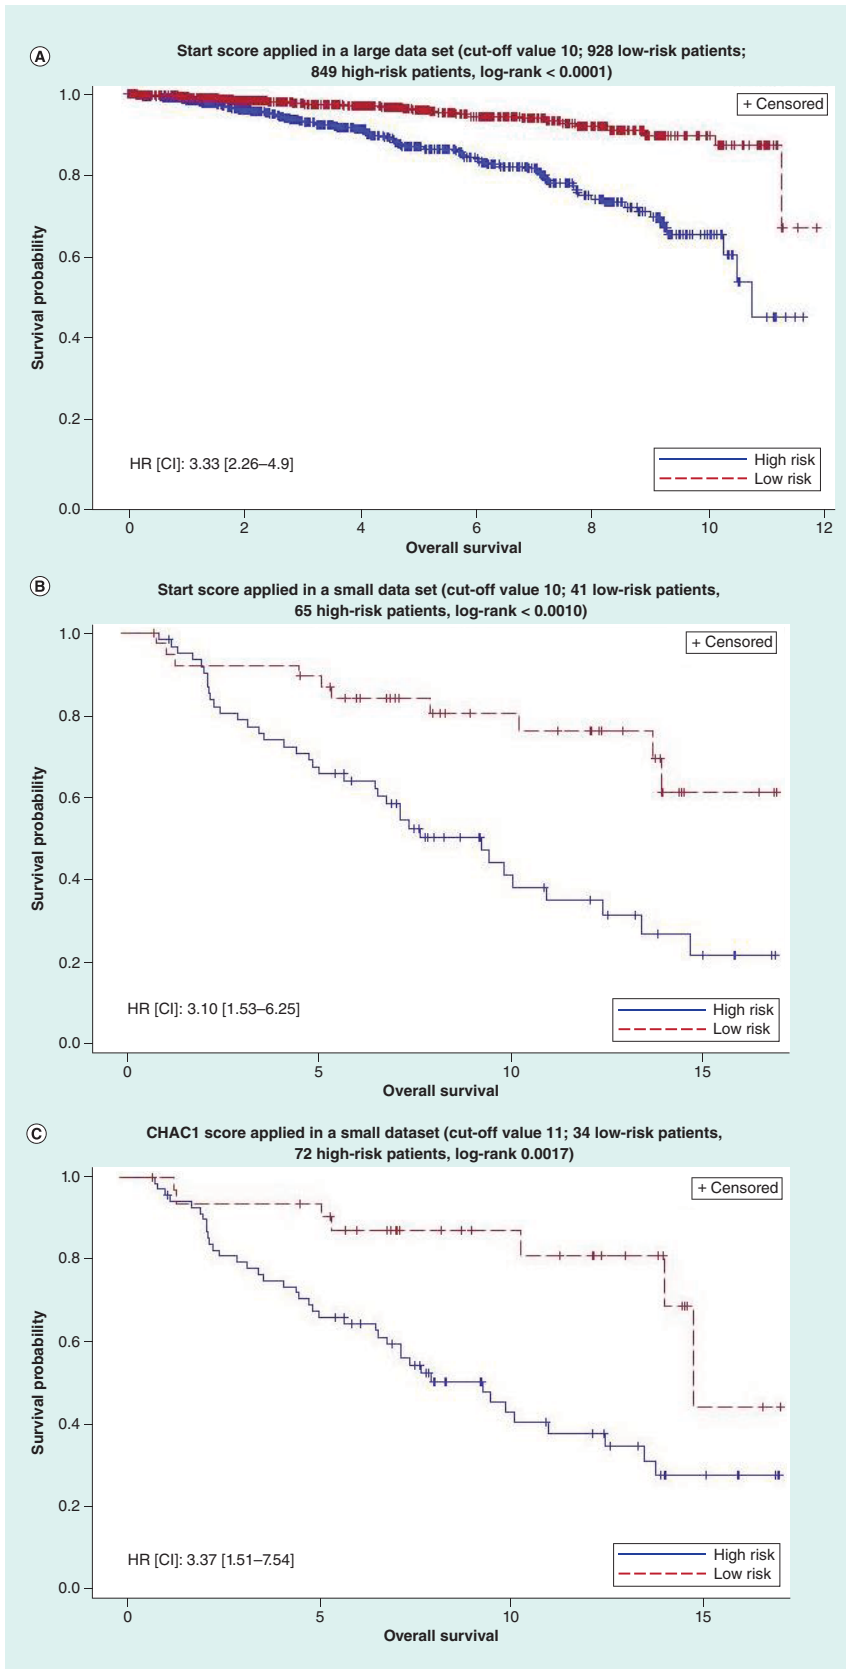 A
Start score applied in a large data set (cut-off value 10; 928 low-risk patients;
849 high-risk patients, log-rank < 0.0001)
1.0
+ Censored
0.8
0.6
0.4
0.2
0.0
Survival probability
HR [CI]: 3.33 [2.26–4.9]
High risk
Low risk
0 2 4 6 8 10 12
Overall survival
B
Start score applied in a small data set (cut-off value 10; 41 low-risk patients,
65 high-risk patients, log-rank < 0.0010)
1.0
+ Censored
0.8
0.6
0.4
0.2
0.0
Survival probability
HR [CI]: 3.10 [1.53–6.25]
High risk
Low risk
0 5 10 15
Overall survival
C
CHAC1 score applied in a small dataset (cut-off value 11; 34 low-risk patients,
72 high-risk patients, log-rank 0.0017)
1.0
+ Censored
0.8
0.6
0.4
0.2
0.0
Survival probability
HR [CI]: 3.37 [1.51–7.54]
High risk
Low risk
0 5 10 15
Overall survival